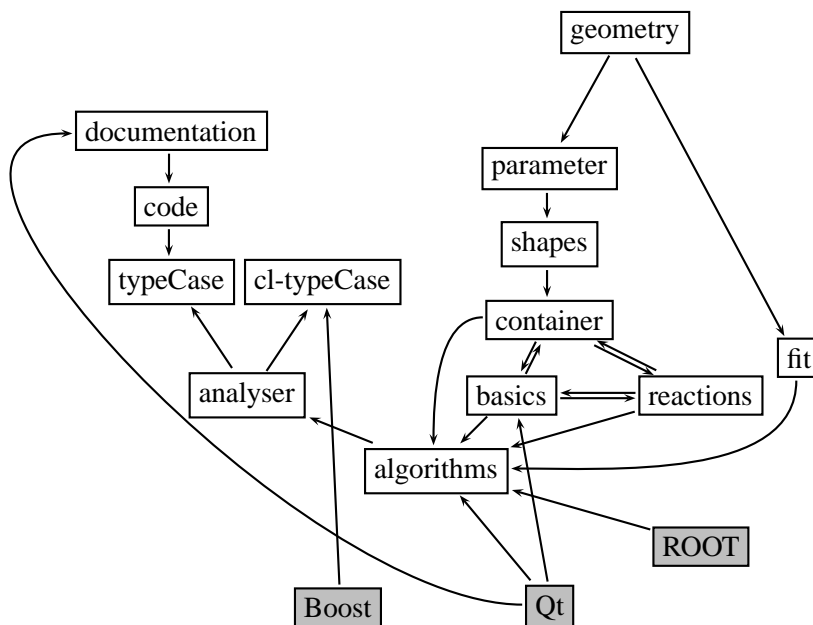 geometry
documentation
parameter
code
shapes
typeCase
cl-typeCase
container
fit
analyser
basics
reactions
algorithms
ROOT
Boost
Qt